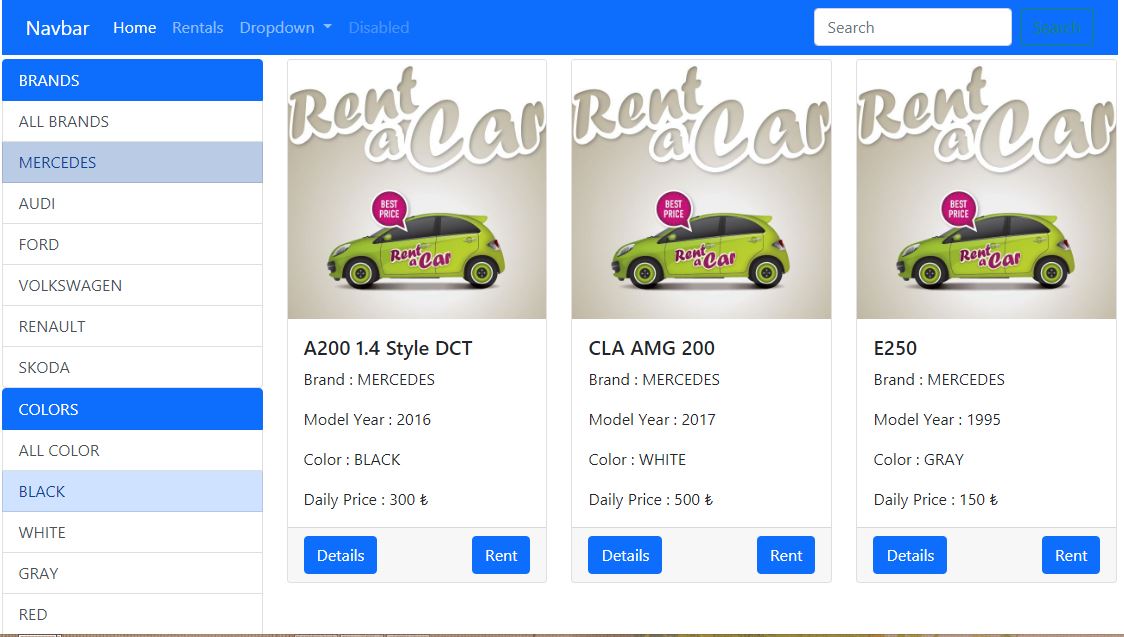 Navbar Home Rentals Dropdown Disabled Search Search
BRANDS
ALL BRANDS
MERCEDES
AUDI
FORD
VOLKSWAGEN
RENAULT
SKODA
COLORS
ALL COLOR
BLACK
WHITE
GRAY
RED
Rent
a Car
BEST
PRICE
Rent
a Car
A200 1.4 Style DCT
Brand : MERCEDES
Model Year : 2016
Color : BLACK
Daily Price : 300 ₺
Details Rent
Rent
a Car
BEST
PRICE
Rent
a Car
CLA AMG 200
Brand : MERCEDES
Model Year : 2017
Color : WHITE
Daily Price : 500 ₺
Details Rent
Rent
a Car
BEST
PRICE
Rent
a Car
E250
Brand : MERCEDES
Model Year : 1995
Color : GRAY
Daily Price : 150 ₺
Details Rent